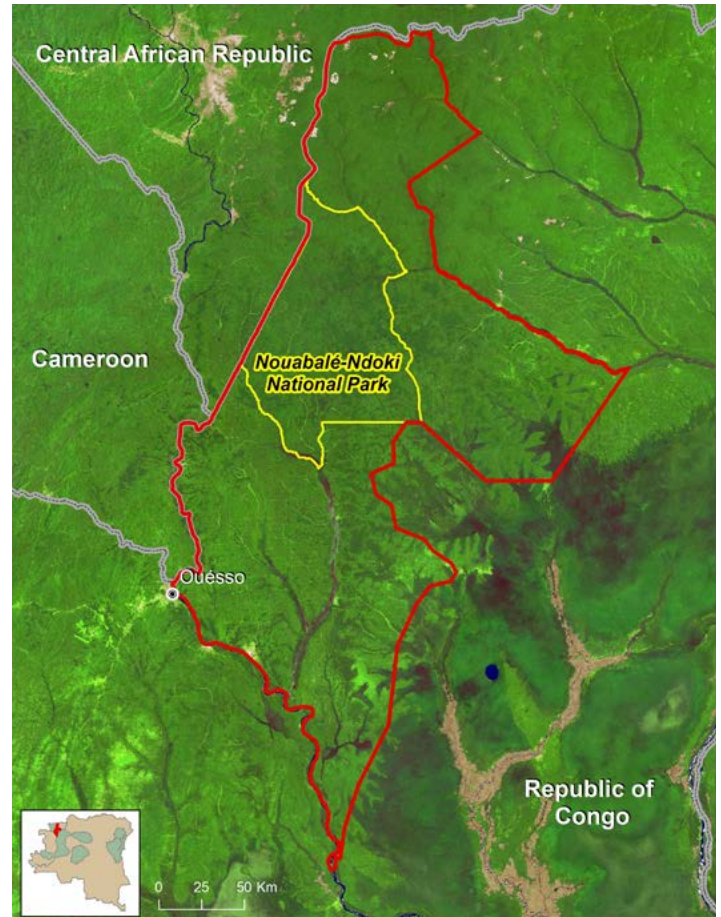 Central African Republic
Cameroon
Nouabalé-Ndoki
National Park
Ouésso
Republic of
Congo
0 25 50 Km